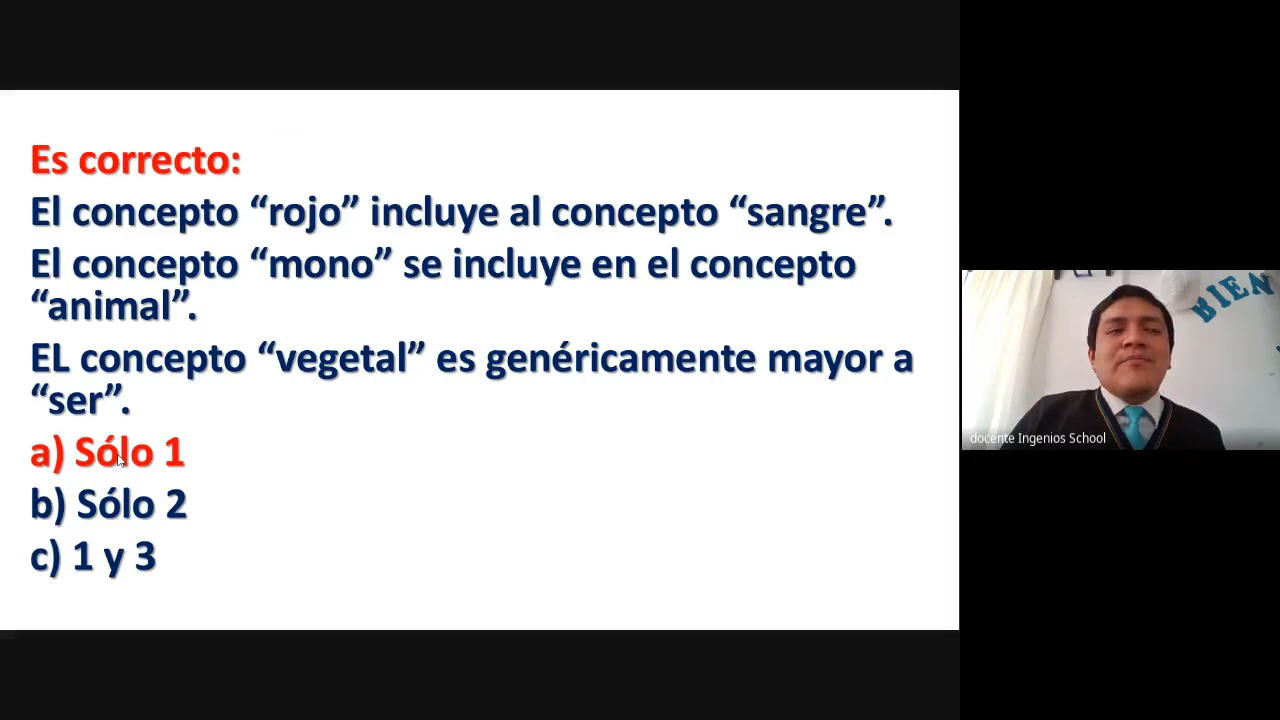 Es correcto:
El concepto “rojo” incluye al concepto “sangre”.
El concepto “mono” se incluye en el concepto
“animal”.
EL concepto “vegetal” es genéricamente mayor a
“ser”.
a) Sólo 1
b) Sólo 2
c) 1 y 3
BIEN
docente Ingenios School